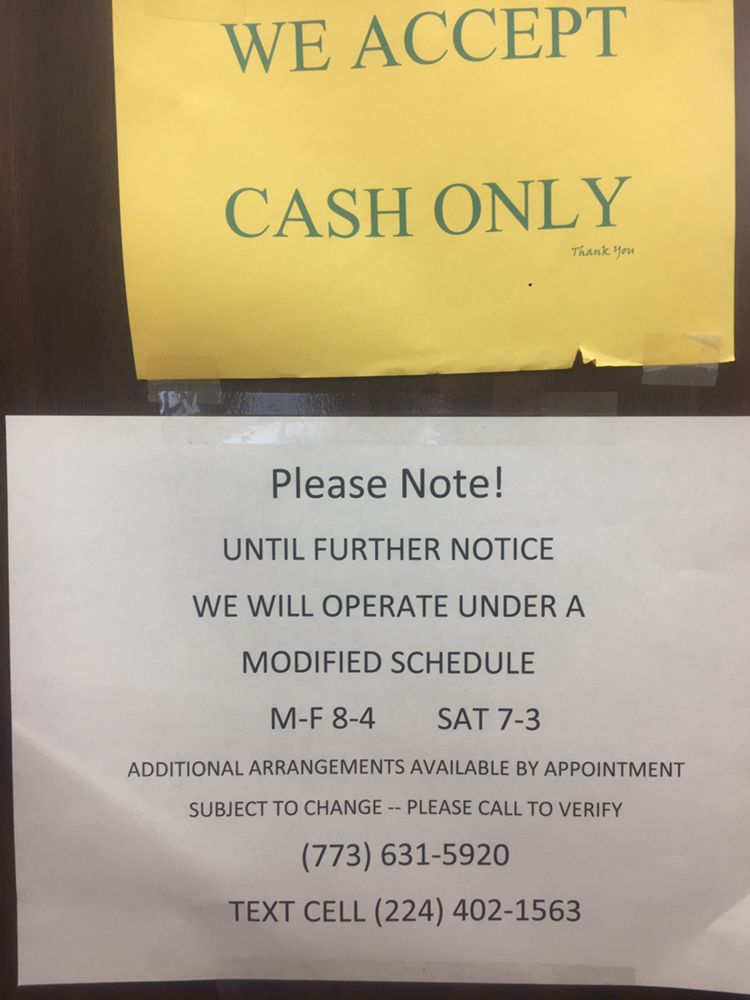 WE ACCEPT
CASH ONLY
Thank You
Please Note!
UNTIL FURTHER NOTICE
WE WILL OPERATE UNDER A
MODIFIED SCHEDULE
M-F 8-4 SAT 7-3
ADDITIONAL ARRANGEMENTS AVAILABLE BY APPOINTMENT
SUBJECT TO CHANGE -- PLEASE CALL TO VERIFY
(773) 631-5920
TEXT CELL (224) 402-1563